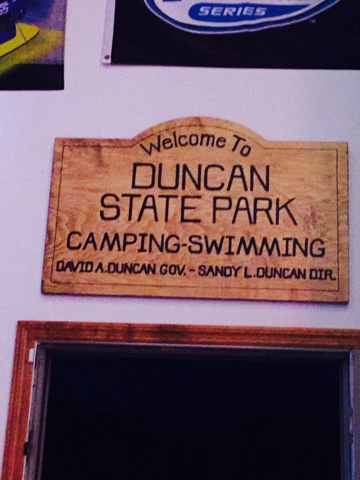 SERIES
Welcome To
DUNCAN
STATE PARK
CAMPING-SWIMMING
DAVID A.DUNCAN GOV. - SANDY L.DUNCAN DIR.